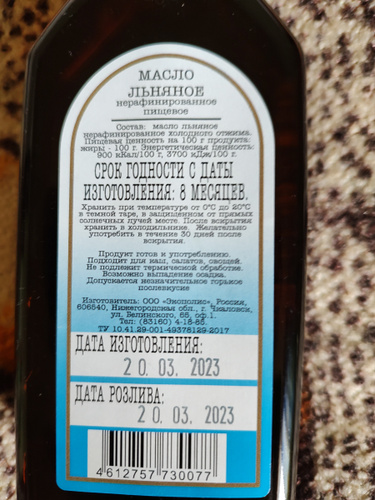 МАСЛО
ЛЬНЯНОЕ
нерафинированное
пищевое
Состав: масло льняное
нерафинированное холодного отжима.
Пищевая ценность на 100 г продукта:
жиры - 100 г. Энергетическая ценность:
900 кКал/100 г, 3700 кДж/100 г.
СРОК ГОДНОСТИ С ДАТЫ
ИЗГОТОВЛЕНИЯ: 8 МЕСЯЦЕВ.
Хранить при температуре от 0°С до 20°С
в темной таре, в защищенном от прямых
солнечных лучей месте. После вскрытия
хранить в холодильнике. Желательно
употребить в течение 30 дней после
вскрытия.
Продукт готов к употреблению.
Подходит для каш, салатов, овощей.
Не подлежит термической обработке.
Возможно выпадение осадка.
Допускается незначительное горькое
послевкусие
Изготовитель: ООО «Экополис», Россия,
606540, Нижегородская обл., г. Чкаловск,
ул. Белинского, 65, оф.1.
Тел.: (83160) 4-18-85.
ТУ 10.41.29-001-49378129-2017
ДАТА ИЗГОТОВЛЕНИЯ:
20.03.2023
ДАТА РОЗЛИВА:
20.03.2023
4612757730077